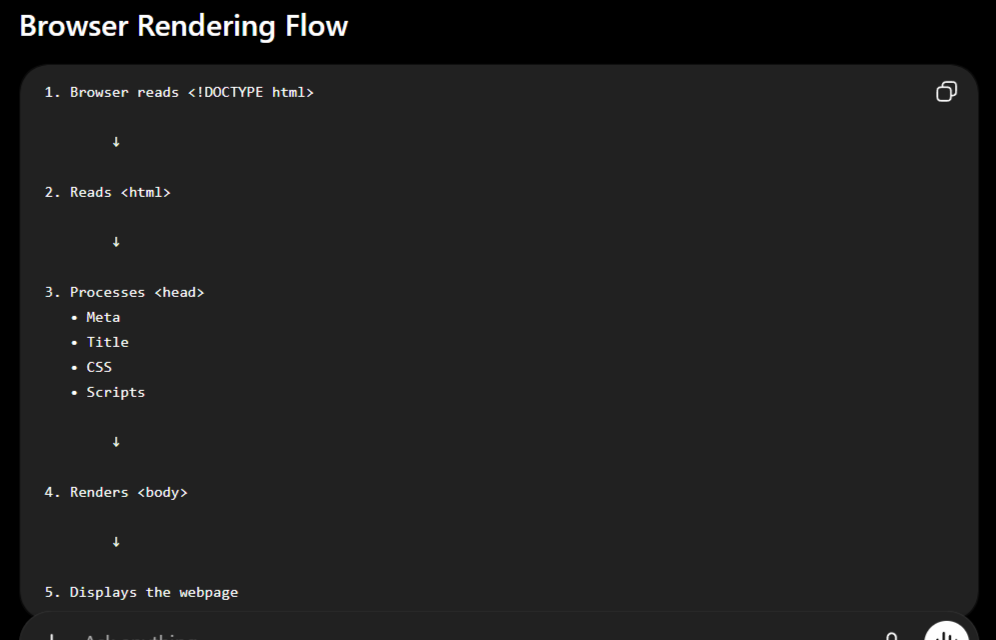 Browser Rendering Flow
1. Browser reads <!DOCTYPE html>
↓
2. Reads <html>
↓
3. Processes <head>
• Meta
• Title
• CSS
• Scripts
↓
4. Renders <body>
↓
5. Displays the webpage